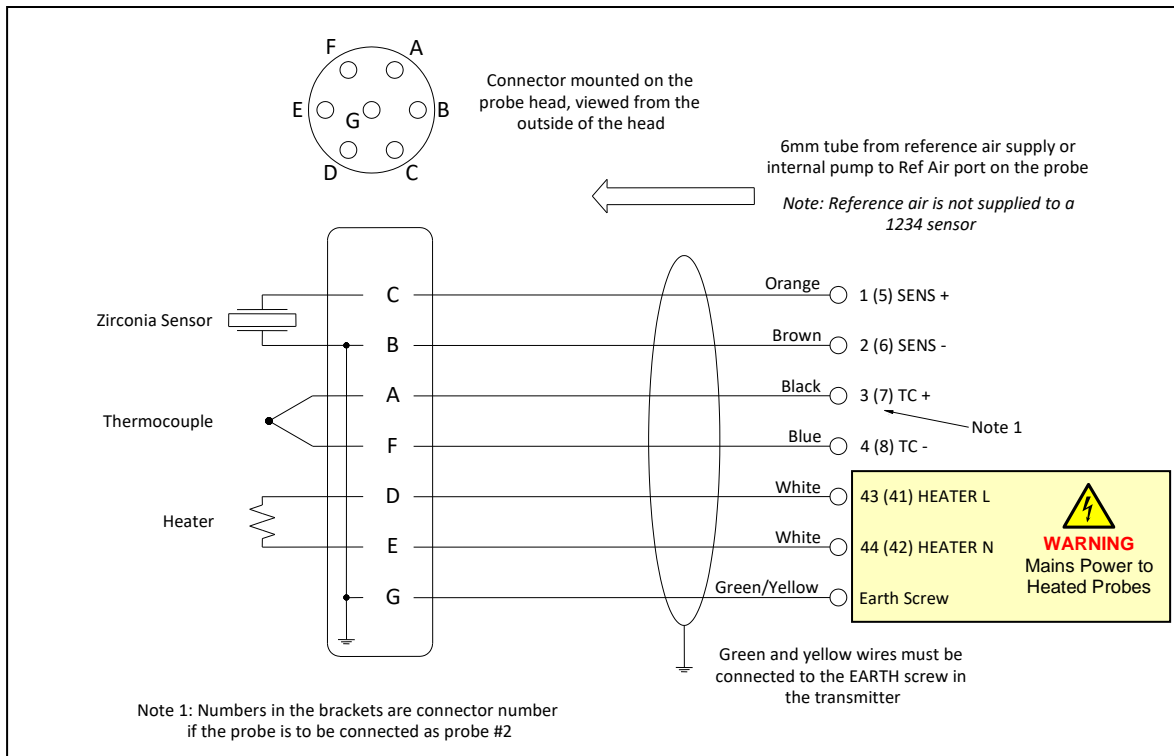 F
A
E
G
B
D
C
Connector mounted on the
probe head, viewed from the
outside of the head
6mm tube from reference air supply or
internal pump to Ref Air port on the probe
Note: Reference air is not supplied to a
1234 sensor
Zirconia Sensor
C
Orange
1 (5) SENS +
B
Brown
2 (6) SENS -
Thermocouple
A
Black
3 (7) TC +
Note 1
F
Blue
4 (8) TC -
Heater
D
White
43 (41) HEATER L
E
White
44 (42) HEATER N
G
Green/Yellow
Earth Screw
WARNING
Mains Power to
Heated Probes
Green and yellow wires must be
connected to the EARTH screw in
the transmitter
Note 1: Numbers in the brackets are connector number
if the probe is to be connected as probe #2